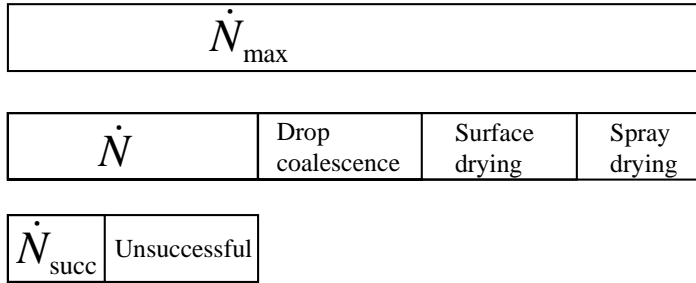 Ṅmax
Ṅ Drop coalescence Surface drying Spray drying
Ṅsucc Unsuccessful